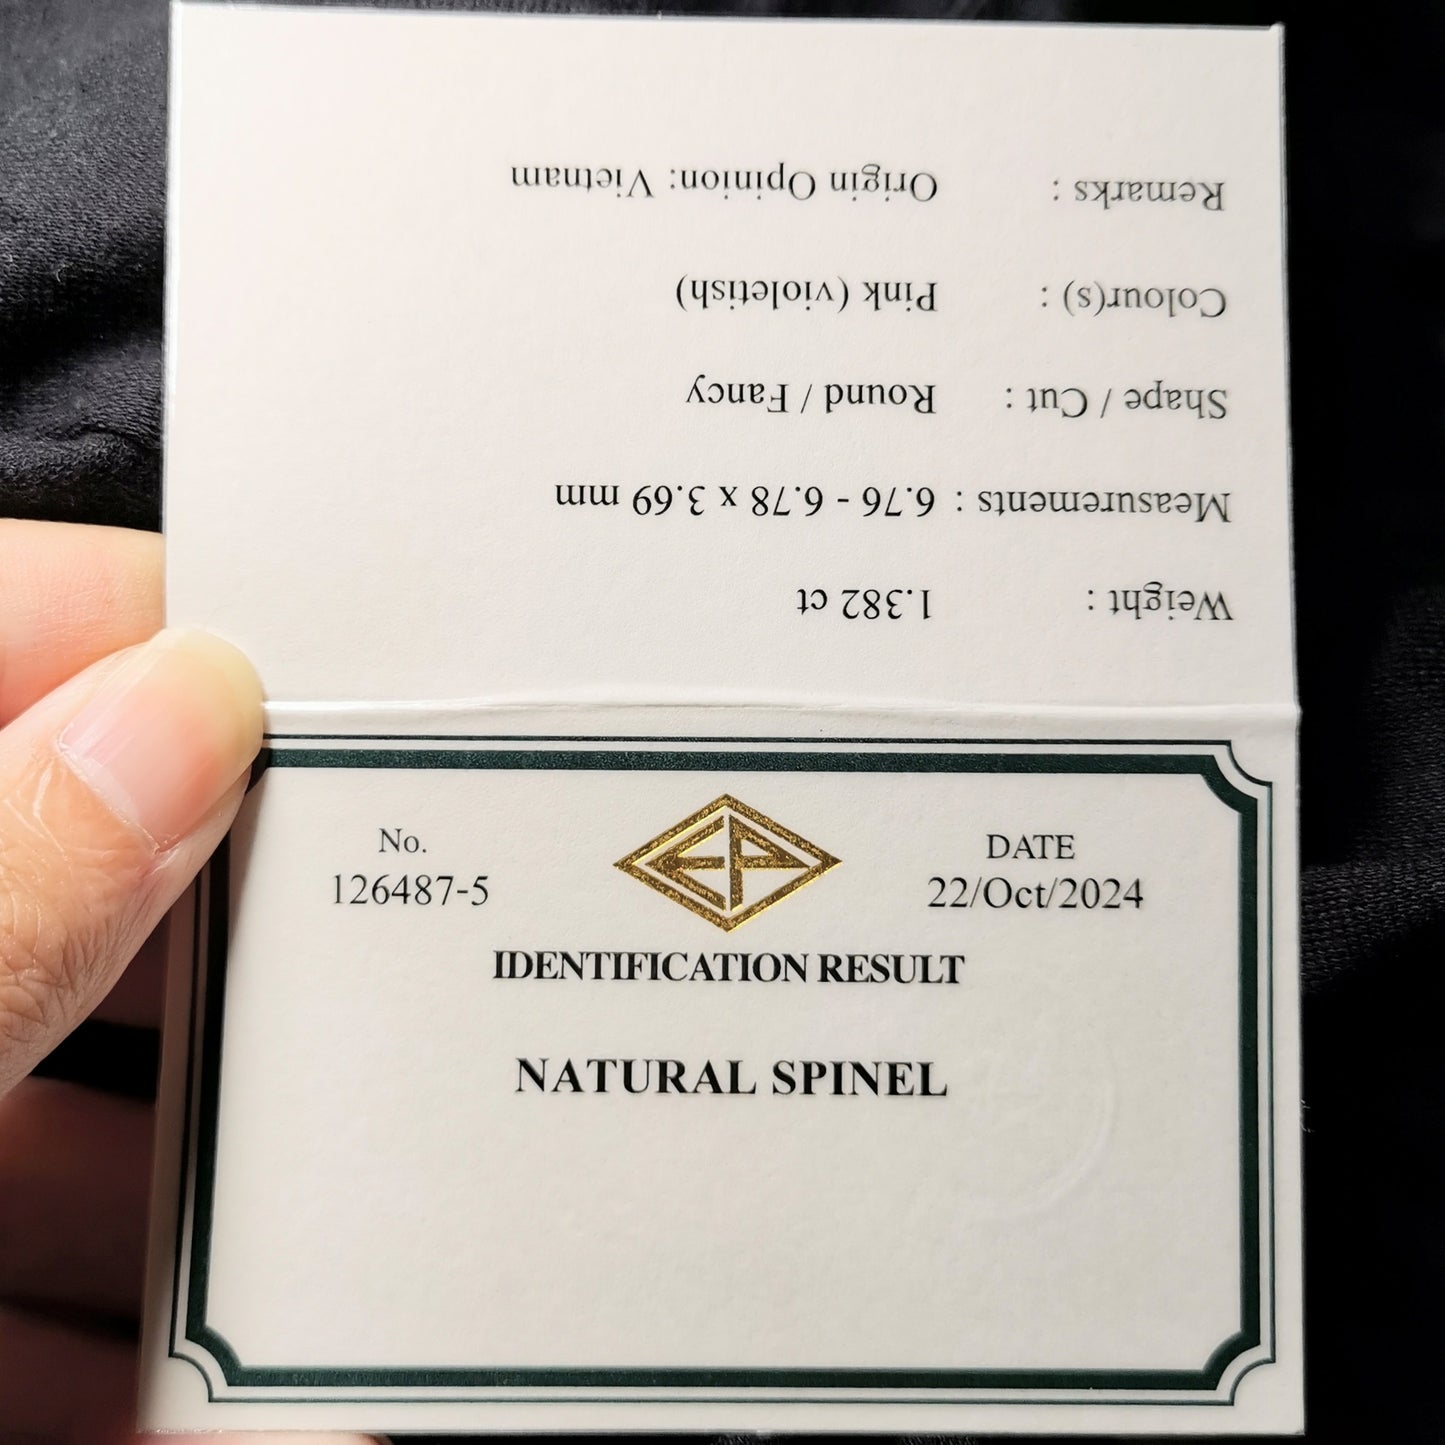 No.
126487-5
EP
DATE
22/Oct/2024
IDENTIFICATION RESULT
NATURAL SPINEL
Weight : 1.382 ct
Measurements : 6.76 - 6.78 x 3.69 mm
Shape / Cut : Round / Fancy
Colour(s) : Pink (violetish)
Remarks : Origin Opinion: Vietnam